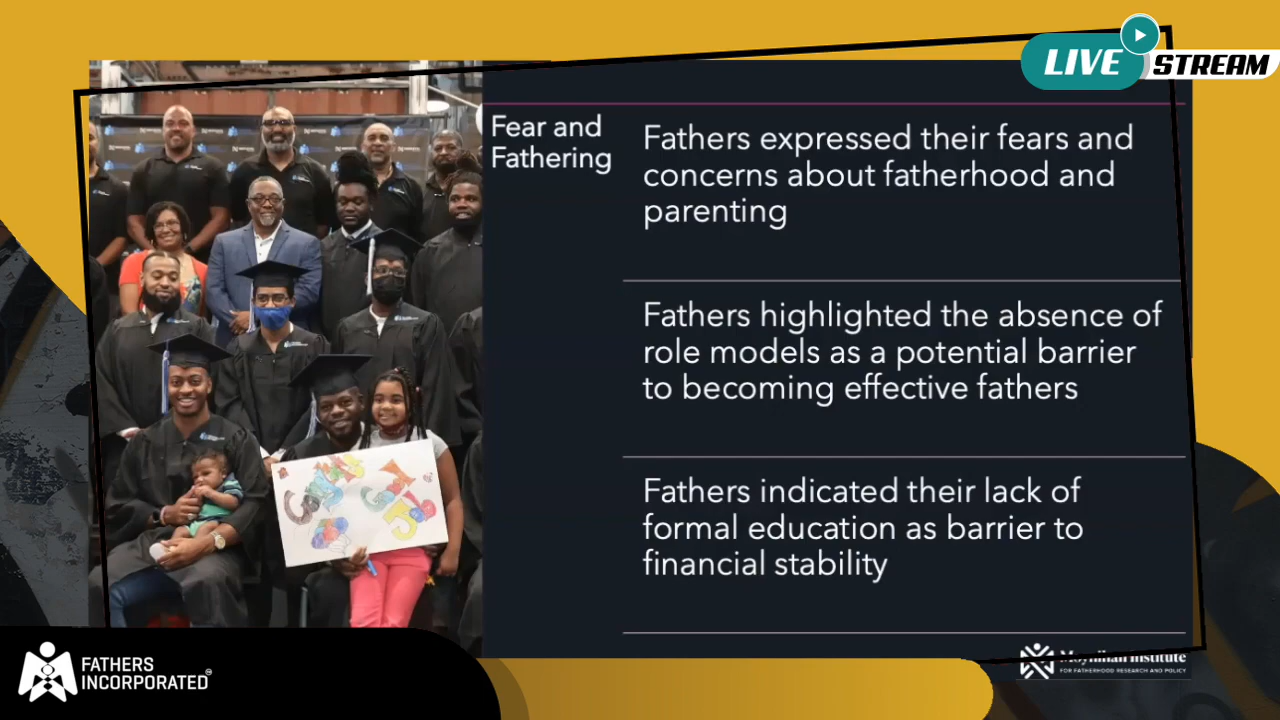 LIVE STREAM
Fear and
Fathering
Fathers expressed their fears and
concerns about fatherhood and
parenting
Fathers highlighted the absence of
role models as a potential barrier
to becoming effective fathers
Fathers indicated their lack of
formal education as barrier to
financial stability
FATHERS
INCORPORATED
Moynihan Institute
FOR FATHERHOOD RESEARCH AND POLICY